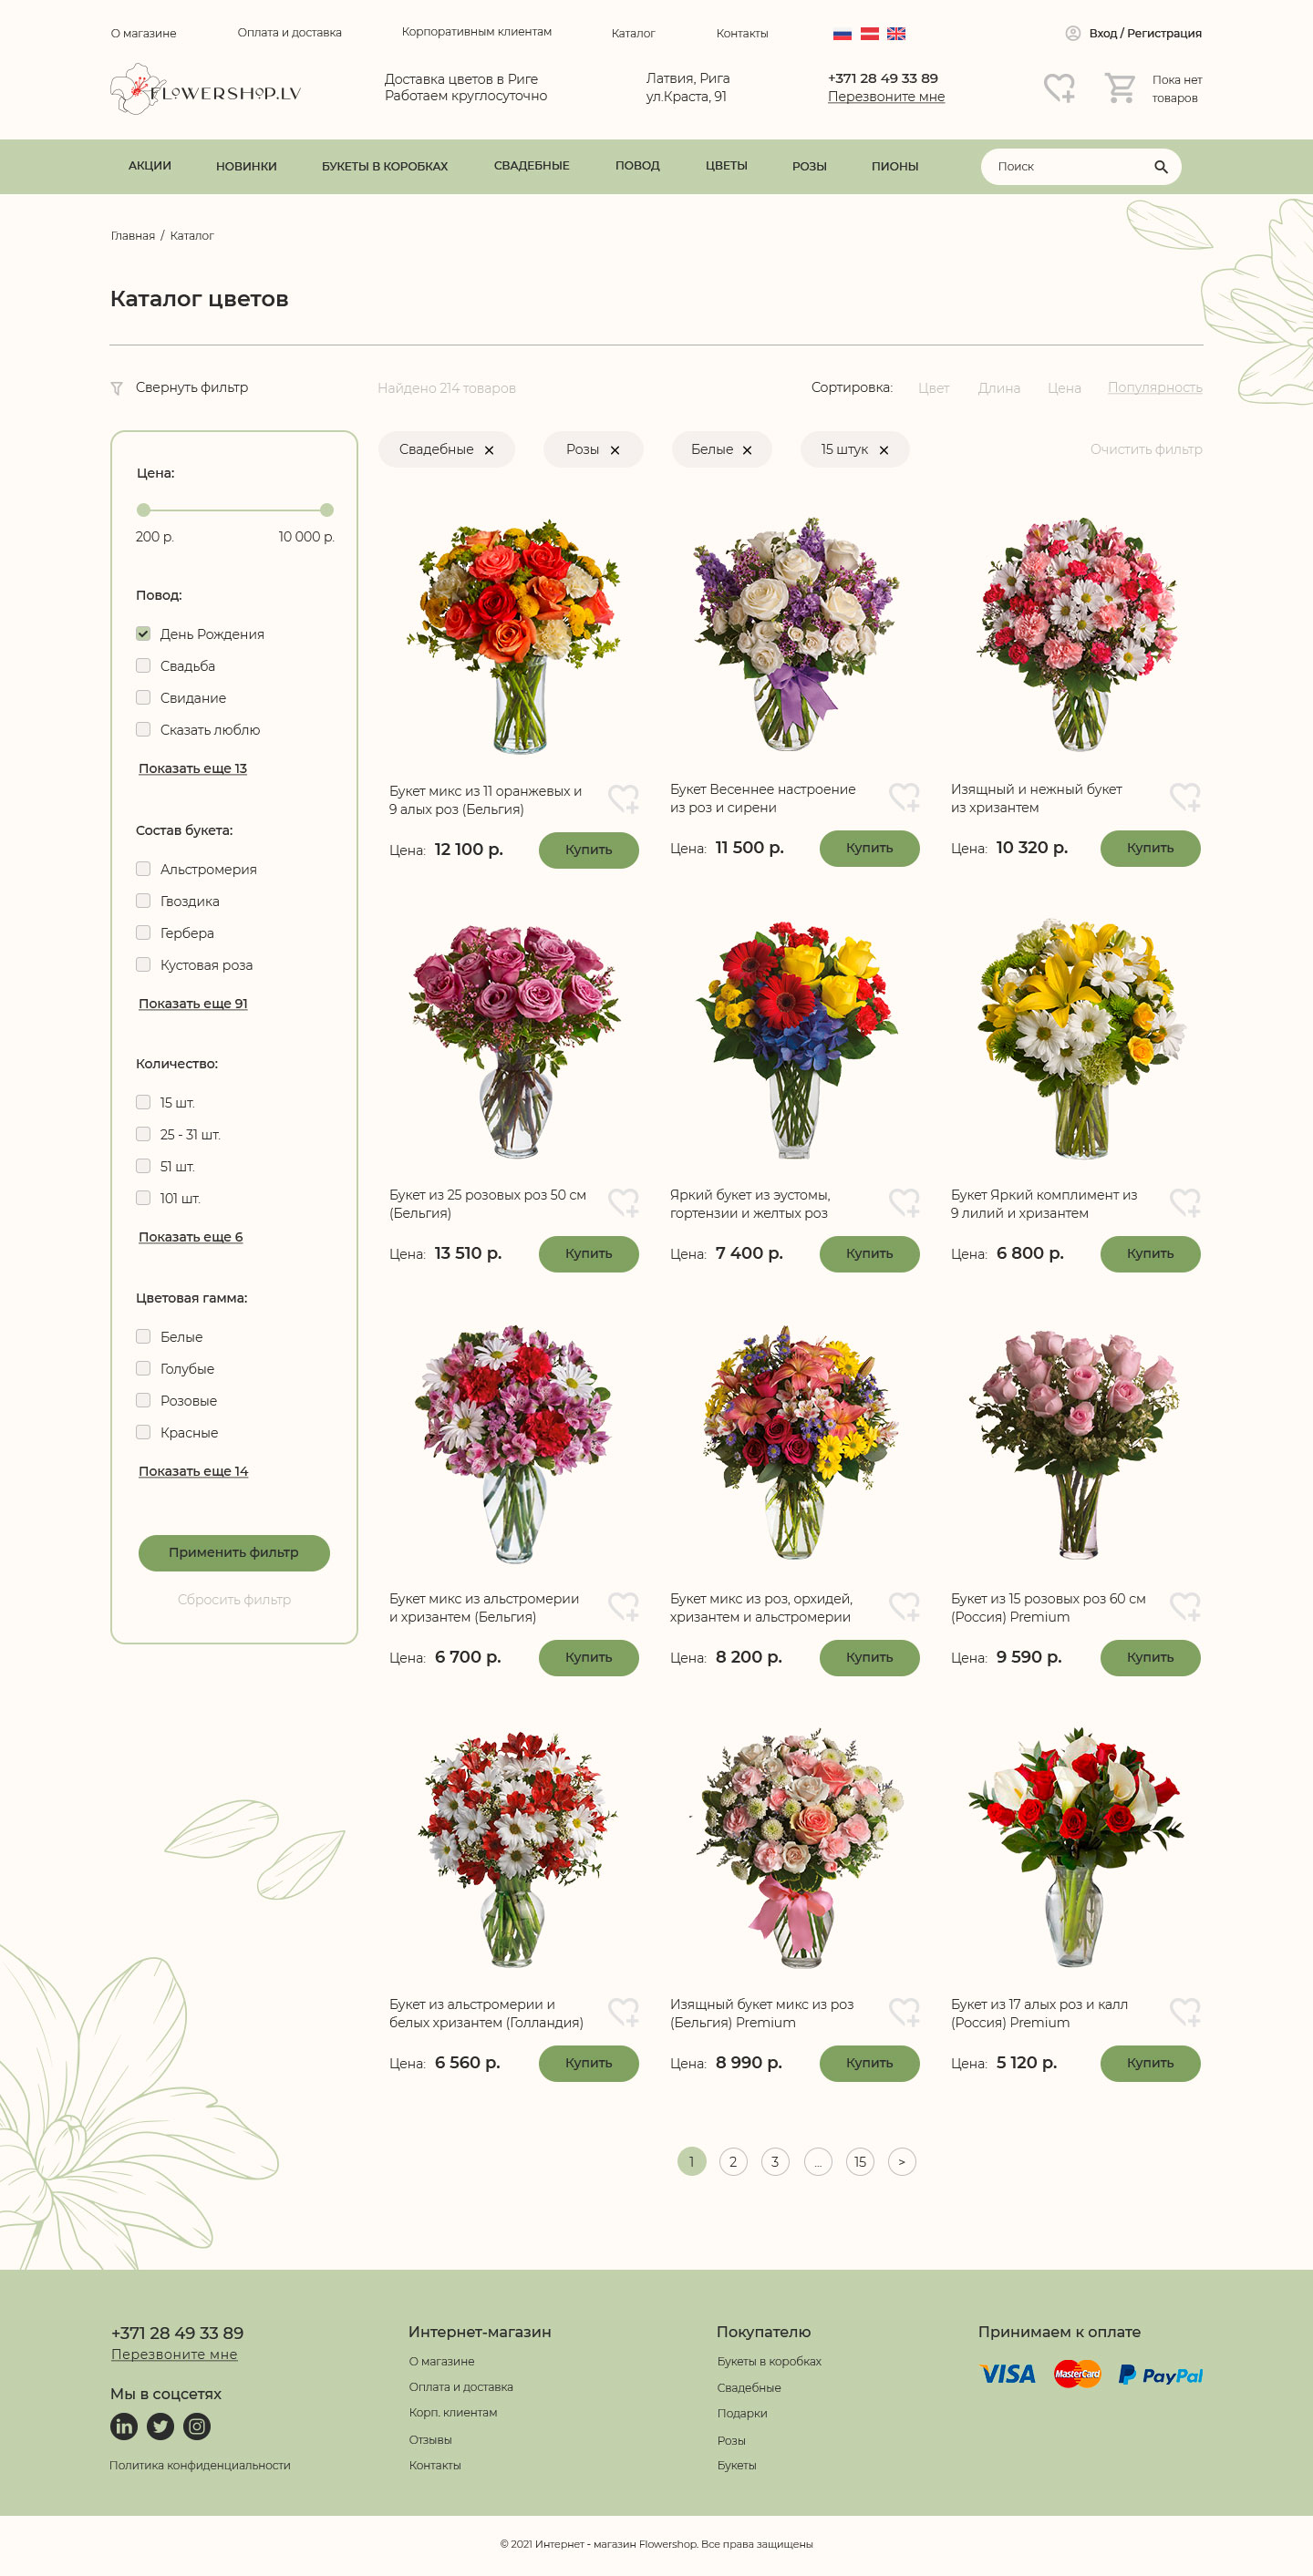 О магазине
Оплата и доставка
Корпоративным клиентам
Каталог
Контакты
Вход / Регистрация
FLOWERSHOP.LV
Доставка цветов в Риге
Работаем круглосуточно
Латвия, Рига
ул.Краста, 91
+371 28 49 33 89
Перезвоните мне
Пока нет
товаров
АКЦИИ
НОВИНКИ
БУКЕТЫ В КОРОБКАХ
СВАДЕБНЫЕ
ПОВОД
ЦВЕТЫ
РОЗЫ
ПИОНЫ
Поиск
Главная / Каталог
Каталог цветов
Свернуть фильтр
Найдено 214 товаров
Сортировка:
Цвет
Длина
Цена
Популярность
Свадебные
Розы
Белые
15 штук
Очистить фильтр
Цена:
200 р.
10 000 р.
Повод:
День Рождения
Свадьба
Свидание
Сказать люблю
Показать еще 13
Состав букета:
Альстромерия
Гвоздика
Гербера
Кустовая роза
Показать еще 91
Количество:
15 шт.
25 - 31 шт.
51 шт.
101 шт.
Показать еще 6
Цветовая гамма:
Белые
Голубые
Розовые
Красные
Показать еще 14
Применить фильтр
Сбросить фильтр
Букет микс из 11 оранжевых и
9 алых роз (Бельгия)
Цена: 12 100 р.
Купить
Букет Весеннее настроение
из роз и сирени
Цена: 11 500 р.
Купить
Изящный и нежный букет
из хризантем
Цена: 10 320 р.
Купить
Букет из 25 розовых роз 50 см
(Бельгия)
Цена: 13 510 р.
Купить
Яркий букет из эустомы,
гортензии и желтых роз
Цена: 7 400 р.
Купить
Букет Яркий комплимент из
9 лилий и хризантем
Цена: 6 800 р.
Купить
Букет микс из альстромерии
и хризантем (Бельгия)
Цена: 6 700 р.
Купить
Букет микс из роз, орхидей,
хризантем и альстромерии
Цена: 8 200 р.
Купить
Букет из 15 розовых роз 60 см
(Россия) Premium
Цена: 9 590 р.
Купить
Букет из альстромерии и
белых хризантем (Голландия)
Цена: 6 560 р.
Купить
Изящный букет микс из роз
(Бельгия) Premium
Цена: 8 990 р.
Купить
Букет из 17 алых роз и калл
(Россия) Premium
Цена: 5 120 р.
Купить
1 2 3 ... 15 >
+371 28 49 33 89
Перезвоните мне
Мы в соцсетях
in
Политика конфиденциальности
Интернет-магазин
О магазине
Оплата и доставка
Корп. клиентам
Отзывы
Контакты
Покупателю
Букеты в коробках
Свадебные
Подарки
Розы
Букеты
Принимаем к оплате
VISA
MasterCard
PayPal
© 2021 Интернет - магазин Flowershop. Все права защищены